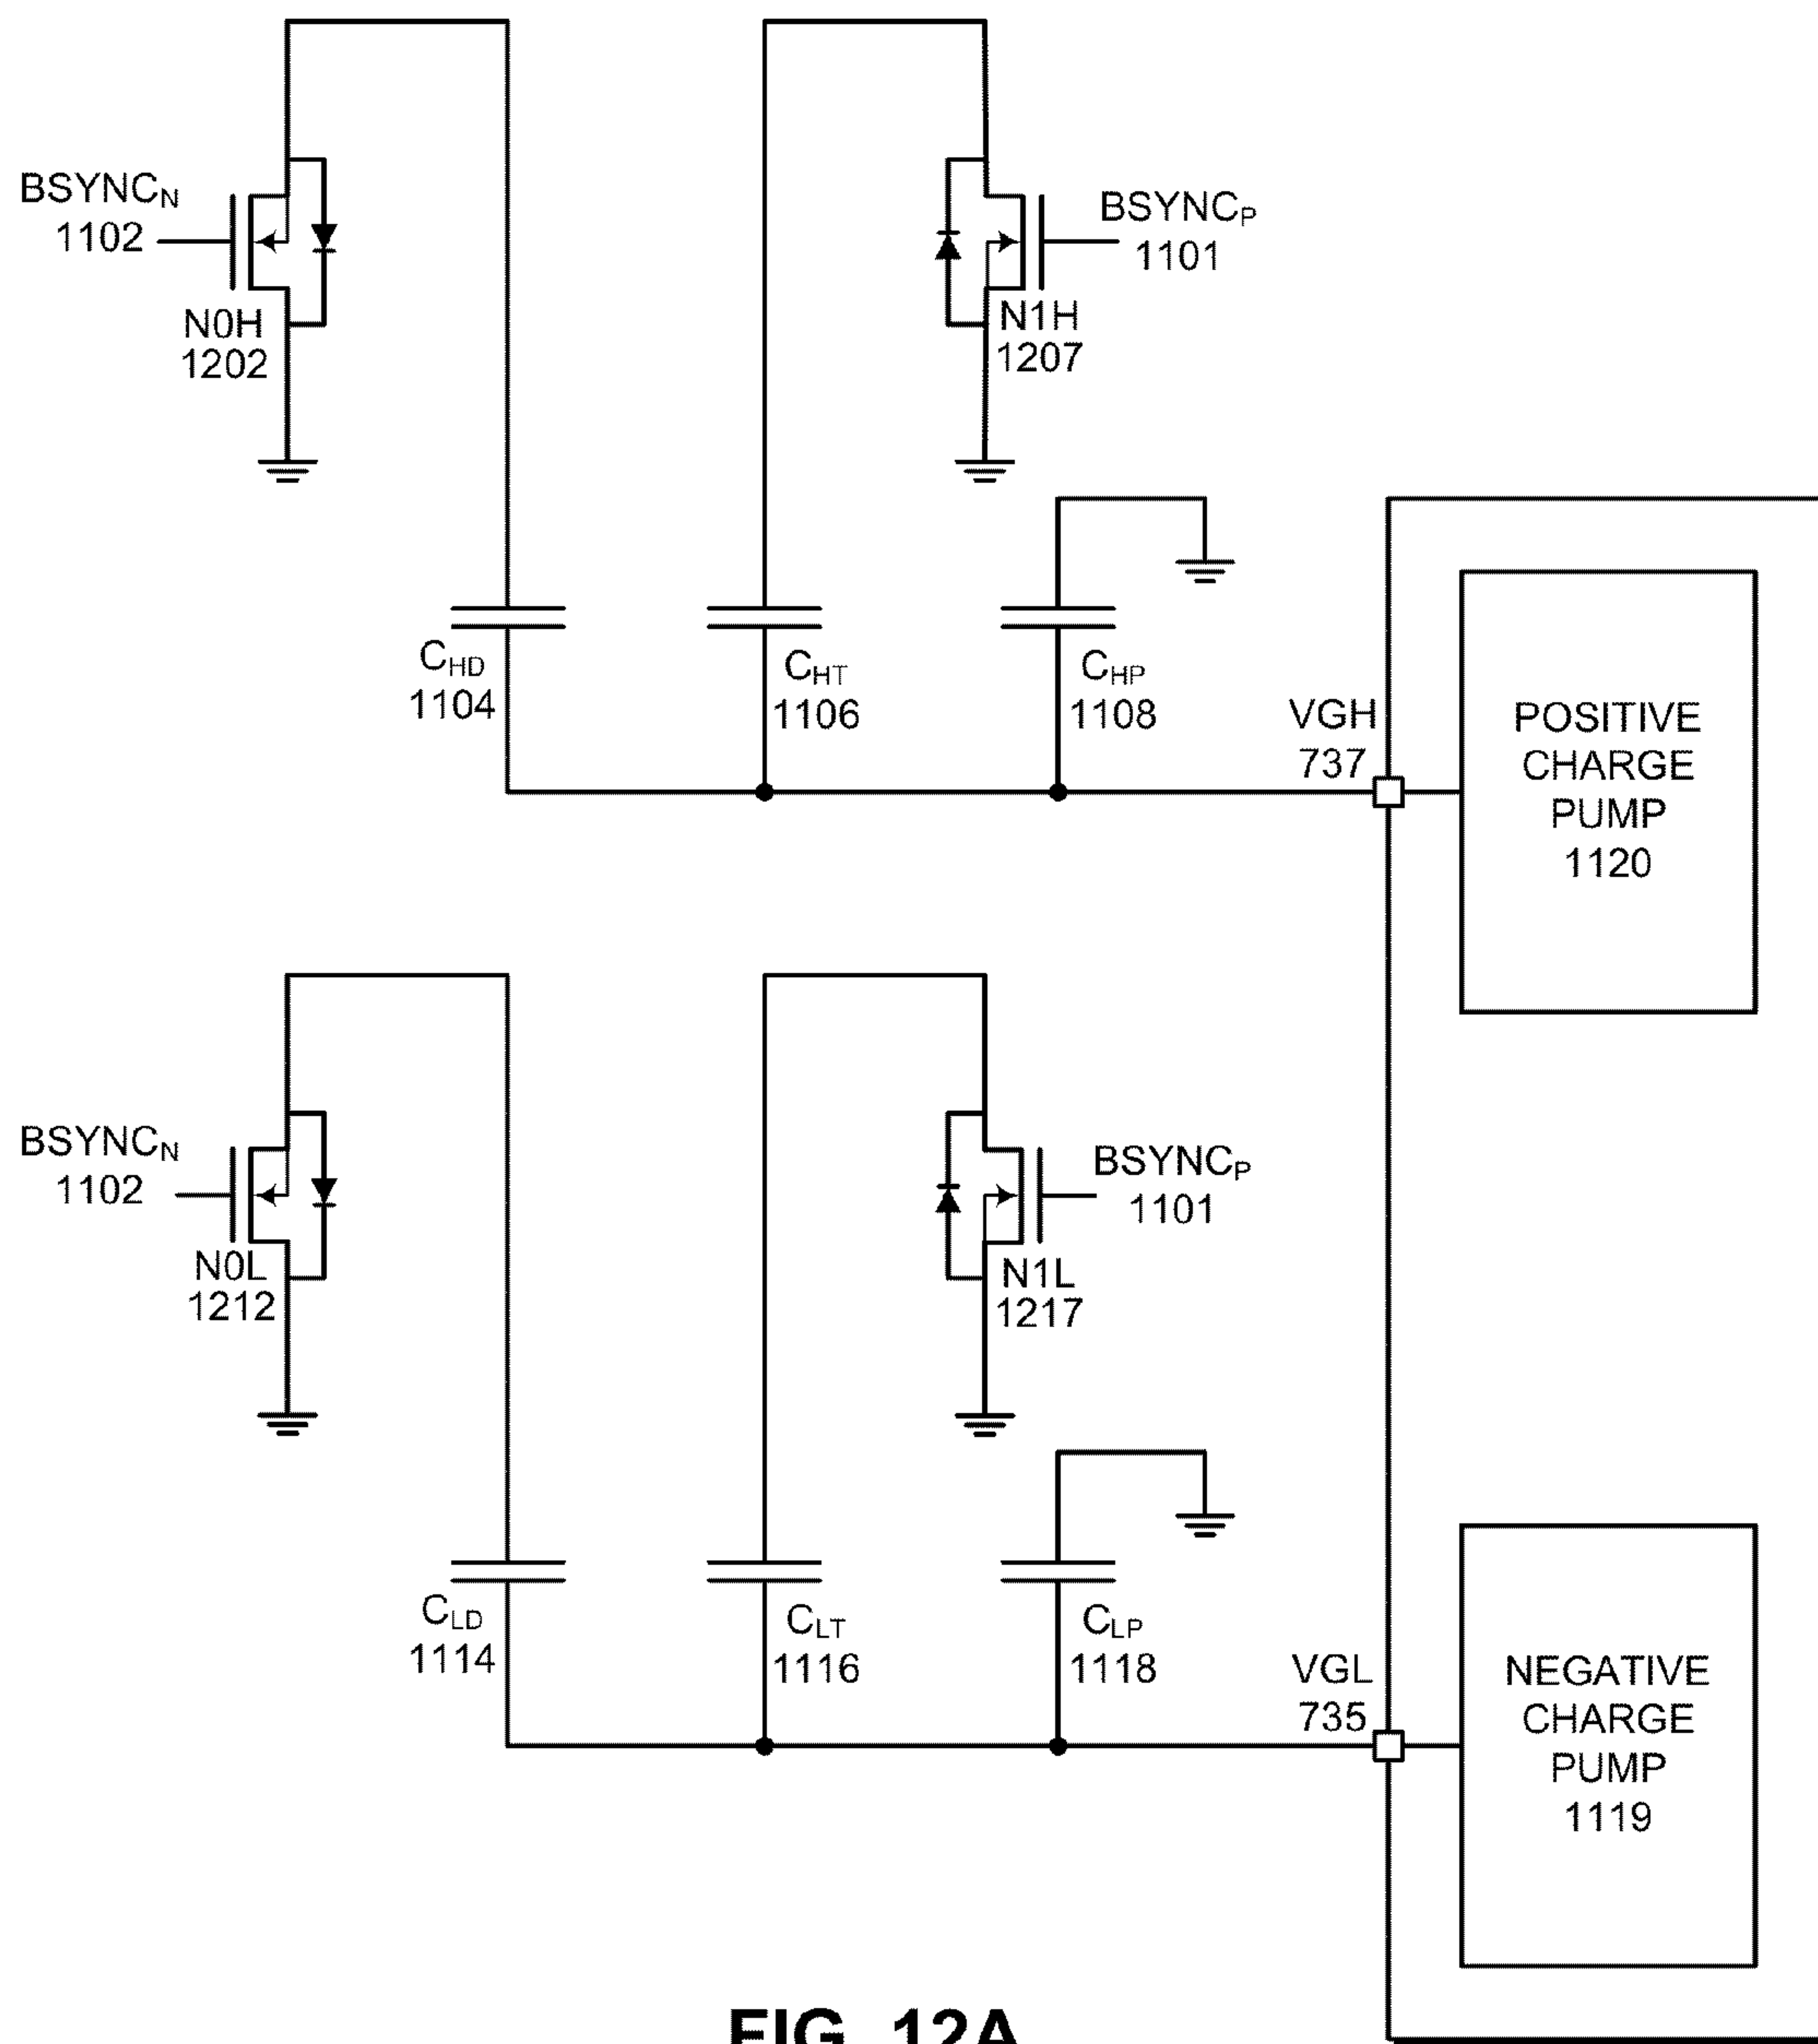 BSYNCN
1102
N0H
1202
BSYNCP
1101
N1H
1207
CHD
1104
CHT
1106
CHP
1108
VGH
737
POSITIVE
CHARGE
PUMP
1120
BSYNCN
1102
N0L
1212
BSYNCP
1101
N1L
1217
CLD
1114
CLT
1116
CLP
1118
VGL
735
NEGATIVE
CHARGE
PUMP
1119
FIG. 12A